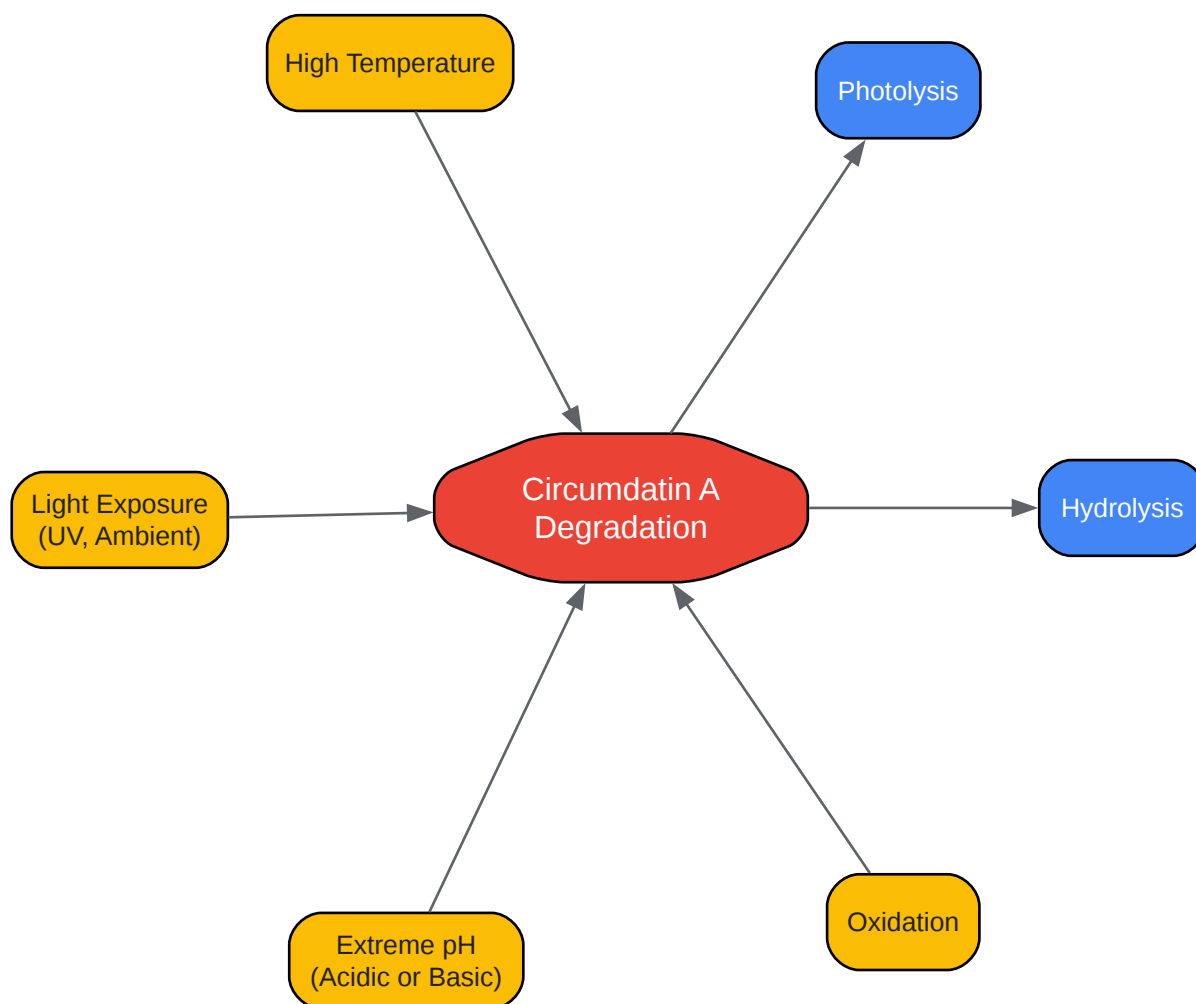 High Temperature
Photolysis
Light Exposure
(UV, Ambient)
Circumdatin A
Degradation
Hydrolysis
Extreme pH
(Acidic or Basic)
Oxidation